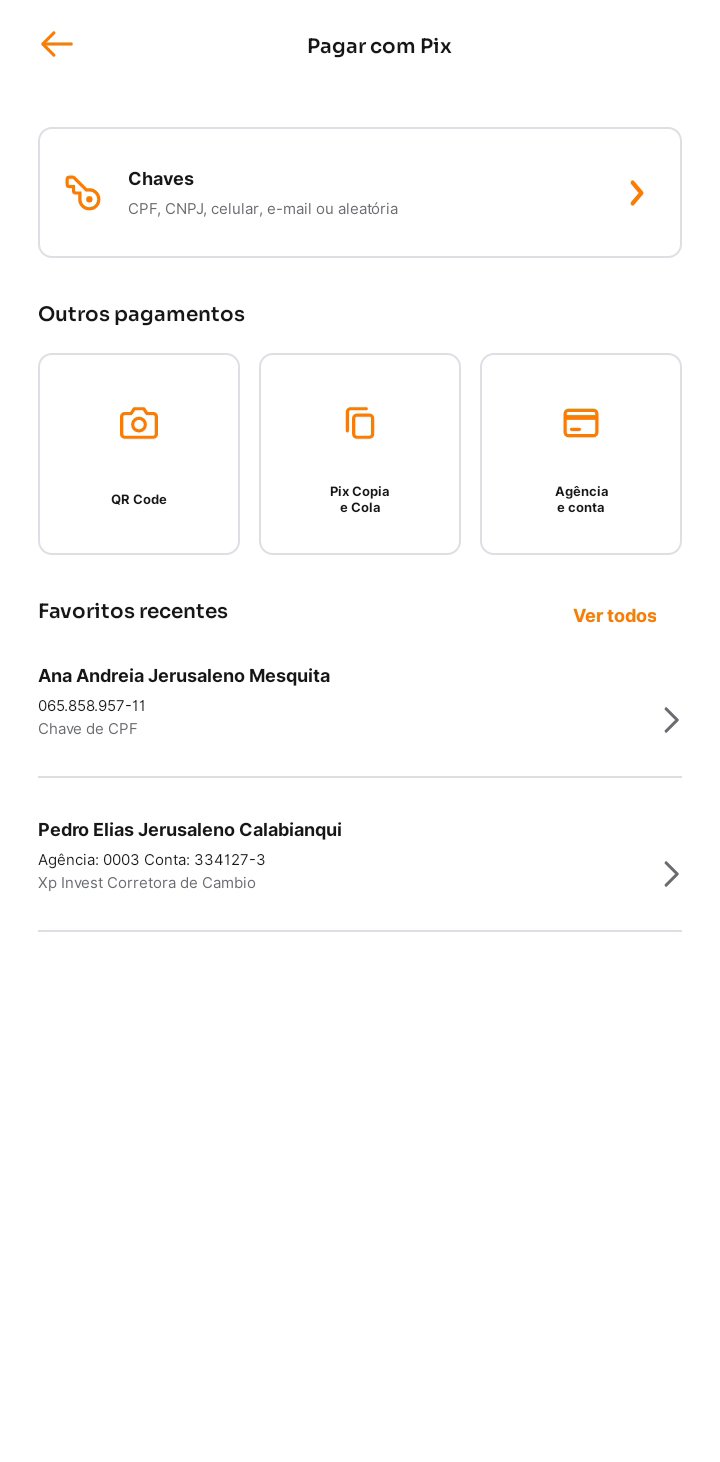 Pagar com Pix
Chaves
CPF, CNPJ, celular, e-mail ou aleatória
Outros pagamentos
QR Code
Pix Copia
e Cola
Agência
e conta
Favoritos recentes
Ver todos
Ana Andreia Jerusaleno Mesquita
065.858.957-11
Chave de CPF
Pedro Elias Jerusaleno Calabianqui
Agência: 0003 Conta: 334127-3
Xp Invest Corretora de Cambio